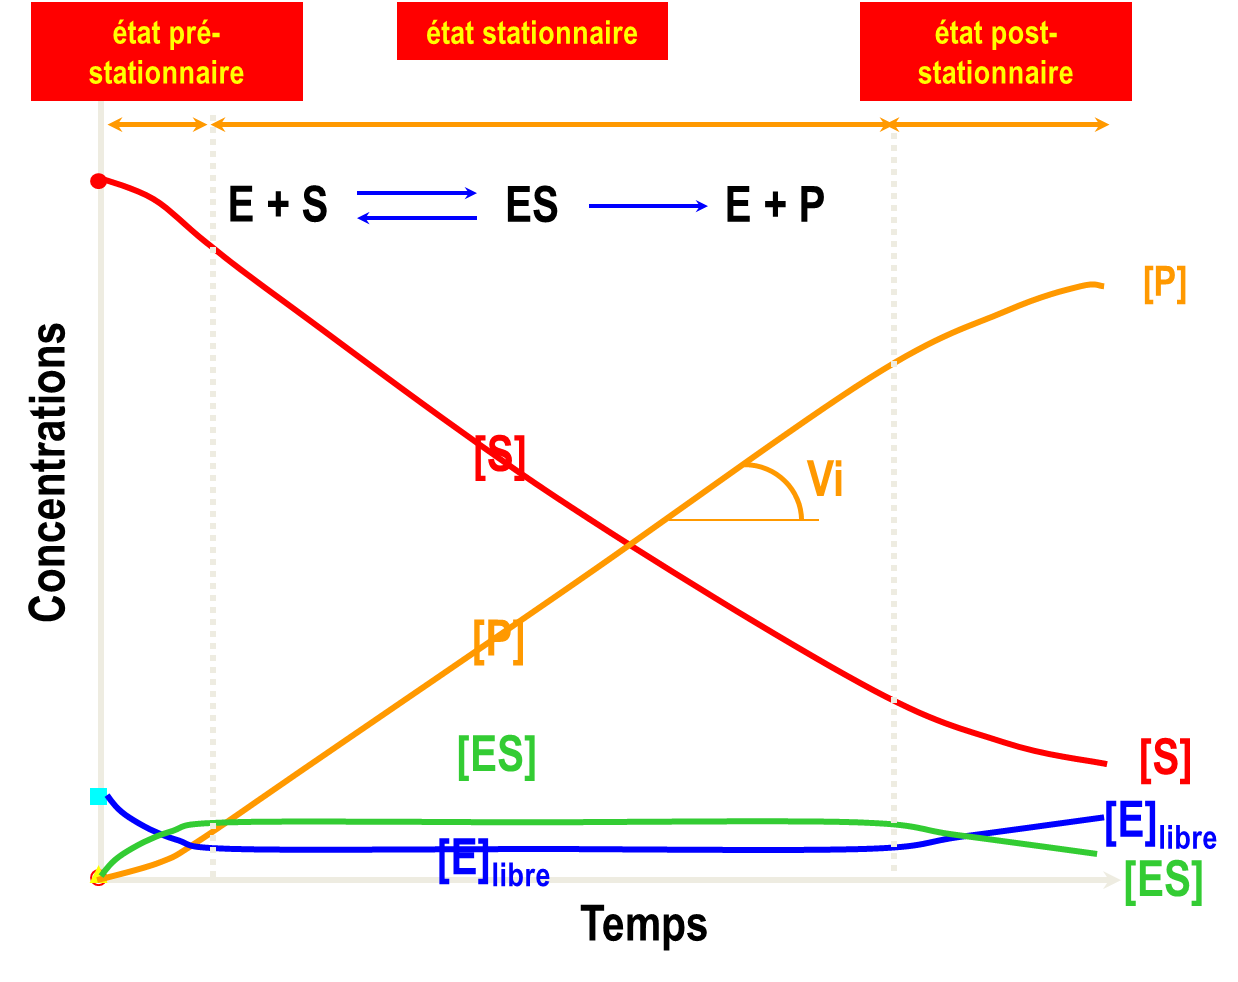 état pré-
stationnaire
état stationnaire
état post-
stationnaire
E + S
ES
E + P
[P]
Concentrations
[S]
Vi
[P]
[ES]
[S]
[E]libre
[E]libre
[ES]
Temps